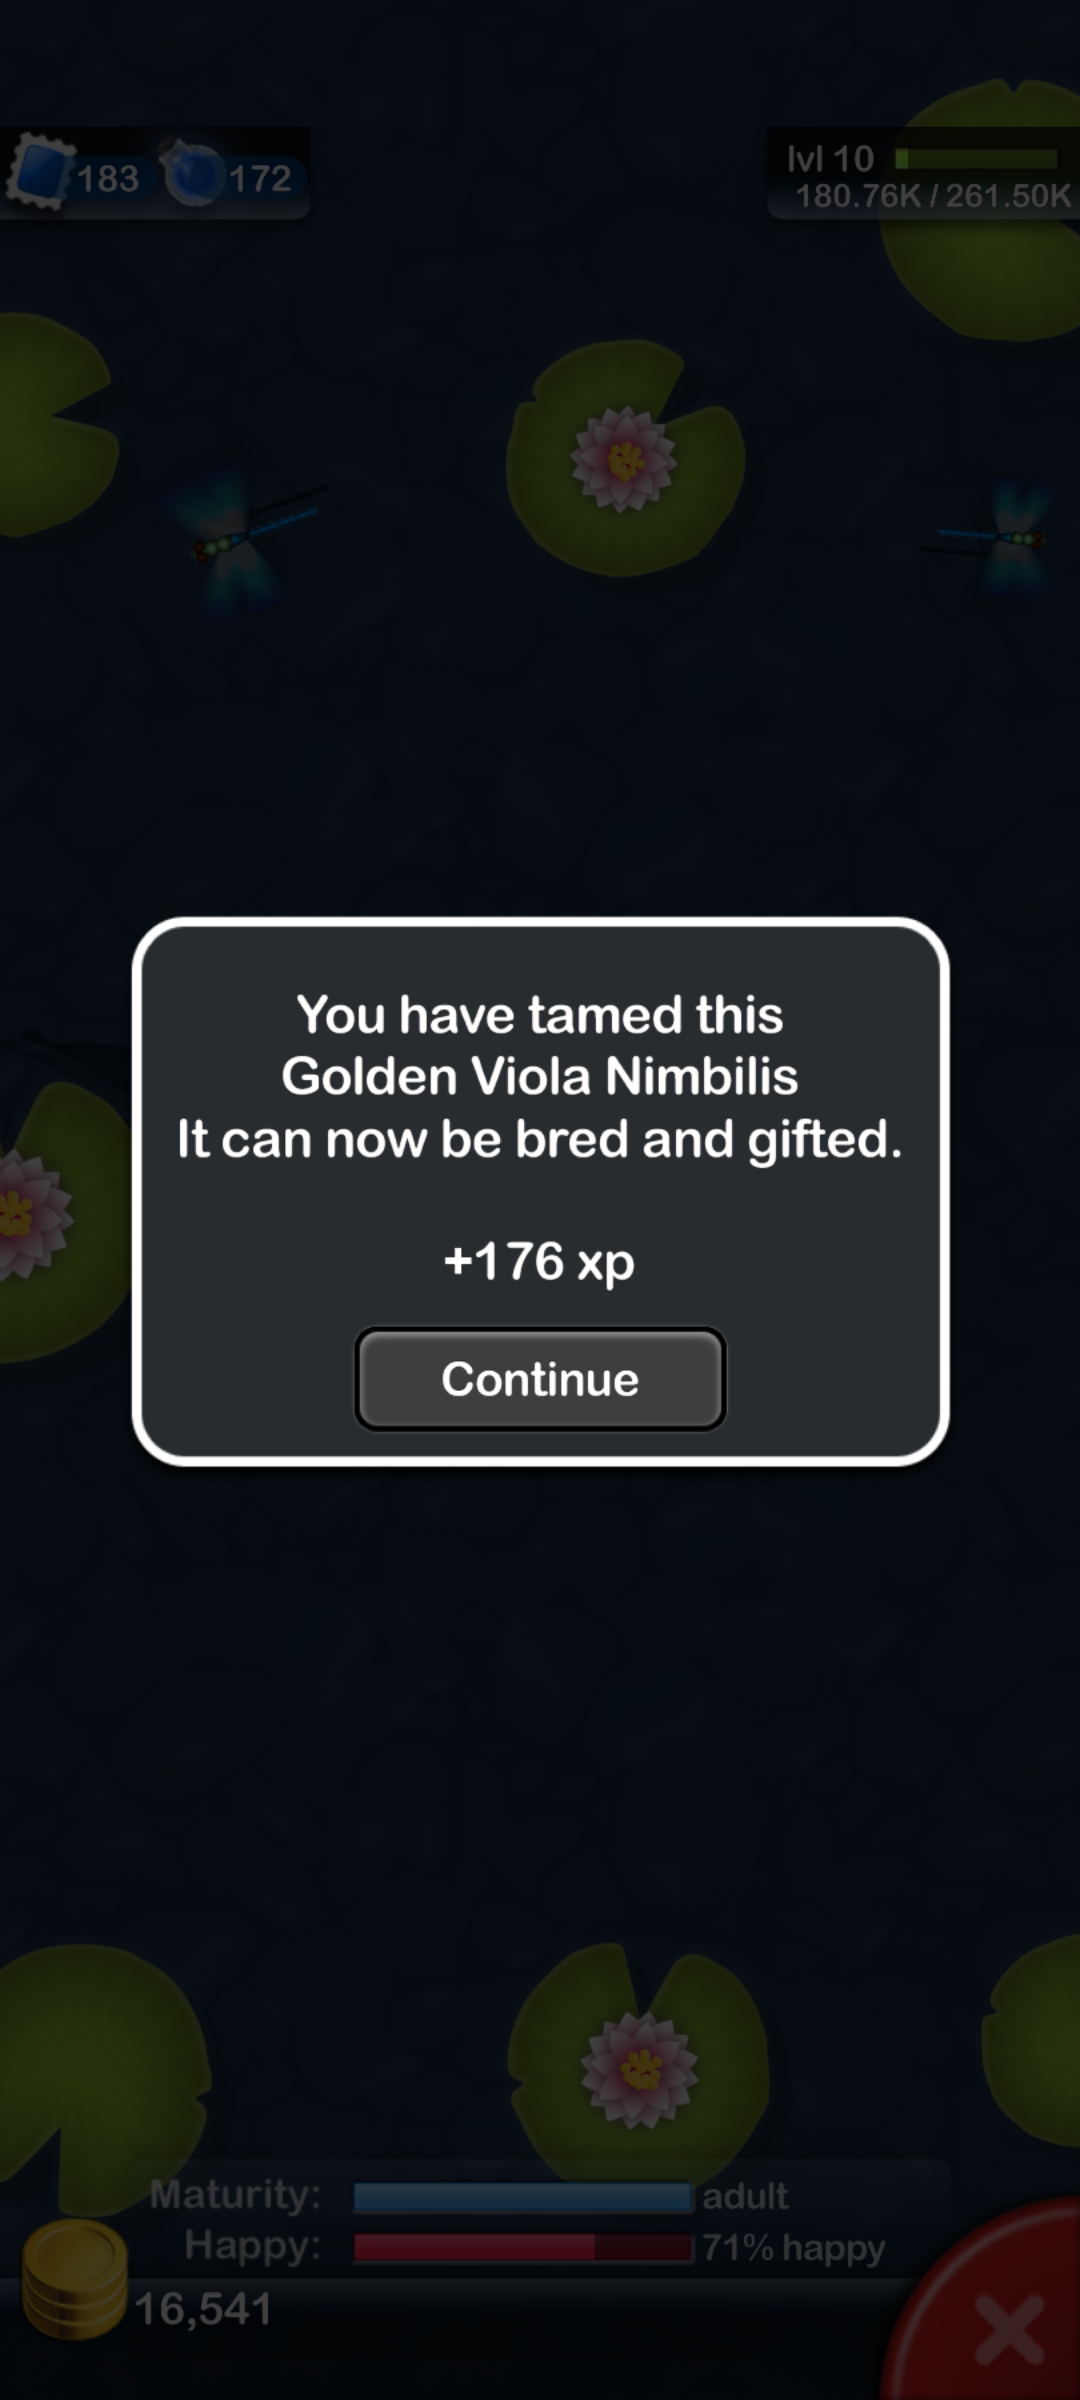 183 172
lvl 10
180.76K / 261.50K
You have tamed this
Golden Viola Nimbilis
It can now be bred and gifted.
+176 xp
Continue
Maturity: adult
Happy: 71% happy
16,541